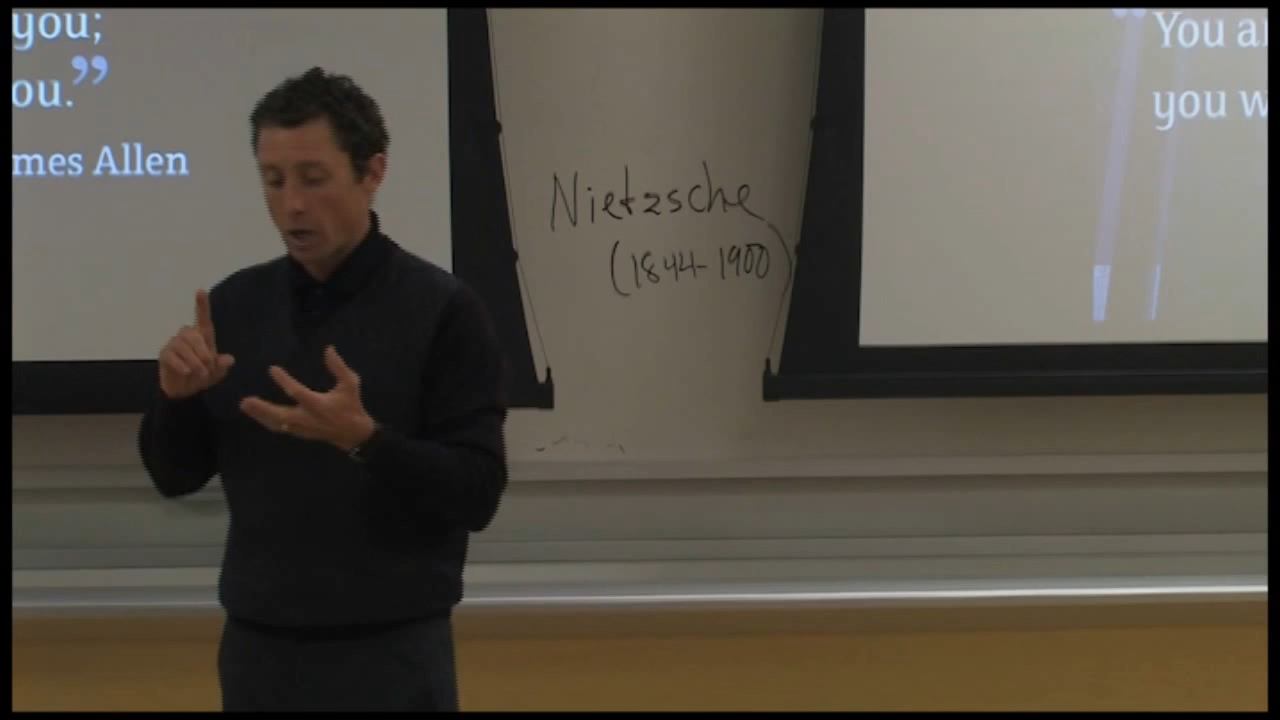 you;
ou.”
mes Allen
Nietzsche
(1844-1900)
“You a
you w